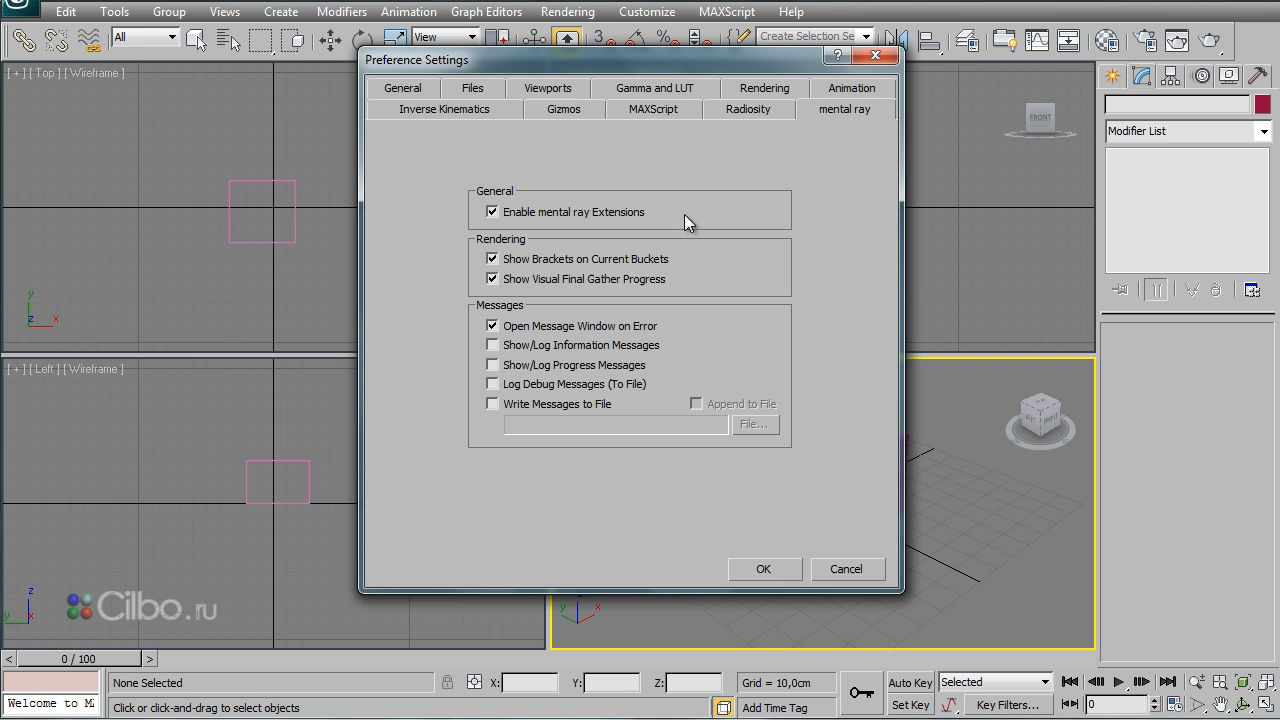 Edit Tools Group Views Create Modifiers Animation Graph Editors Rendering Customize MAXScript Help
All View 3 Create Selection Se
Preference Settings
[ + ] [ Top ] [ Wireframe ]
General Files Viewports Gamma and LUT Rendering Animation
Inverse Kinematics Gizmos MAXScript Radiosity mental ray
FRONT
Modifier List
General
Enable mental ray Extensions
Rendering
Show Brackets on Current Buckets
Show Visual Final Gather Progress
Messages
Open Message Window on Error
Show/Log Information Messages
Show/Log Progress Messages
Log Debug Messages (To File)
Write Messages to File Append to File
File...
OK Cancel
y
z x
[ + ] [ Left ] [ Wireframe ]
z
y x
Cilbo.ru
z
y x
< 0 / 100 >
None Selected X: Y: Z: Grid = 10,0cm Auto Key Selected
Welcome to MA Click or click-and-drag to select objects Add Time Tag Set Key Key Filters... 0